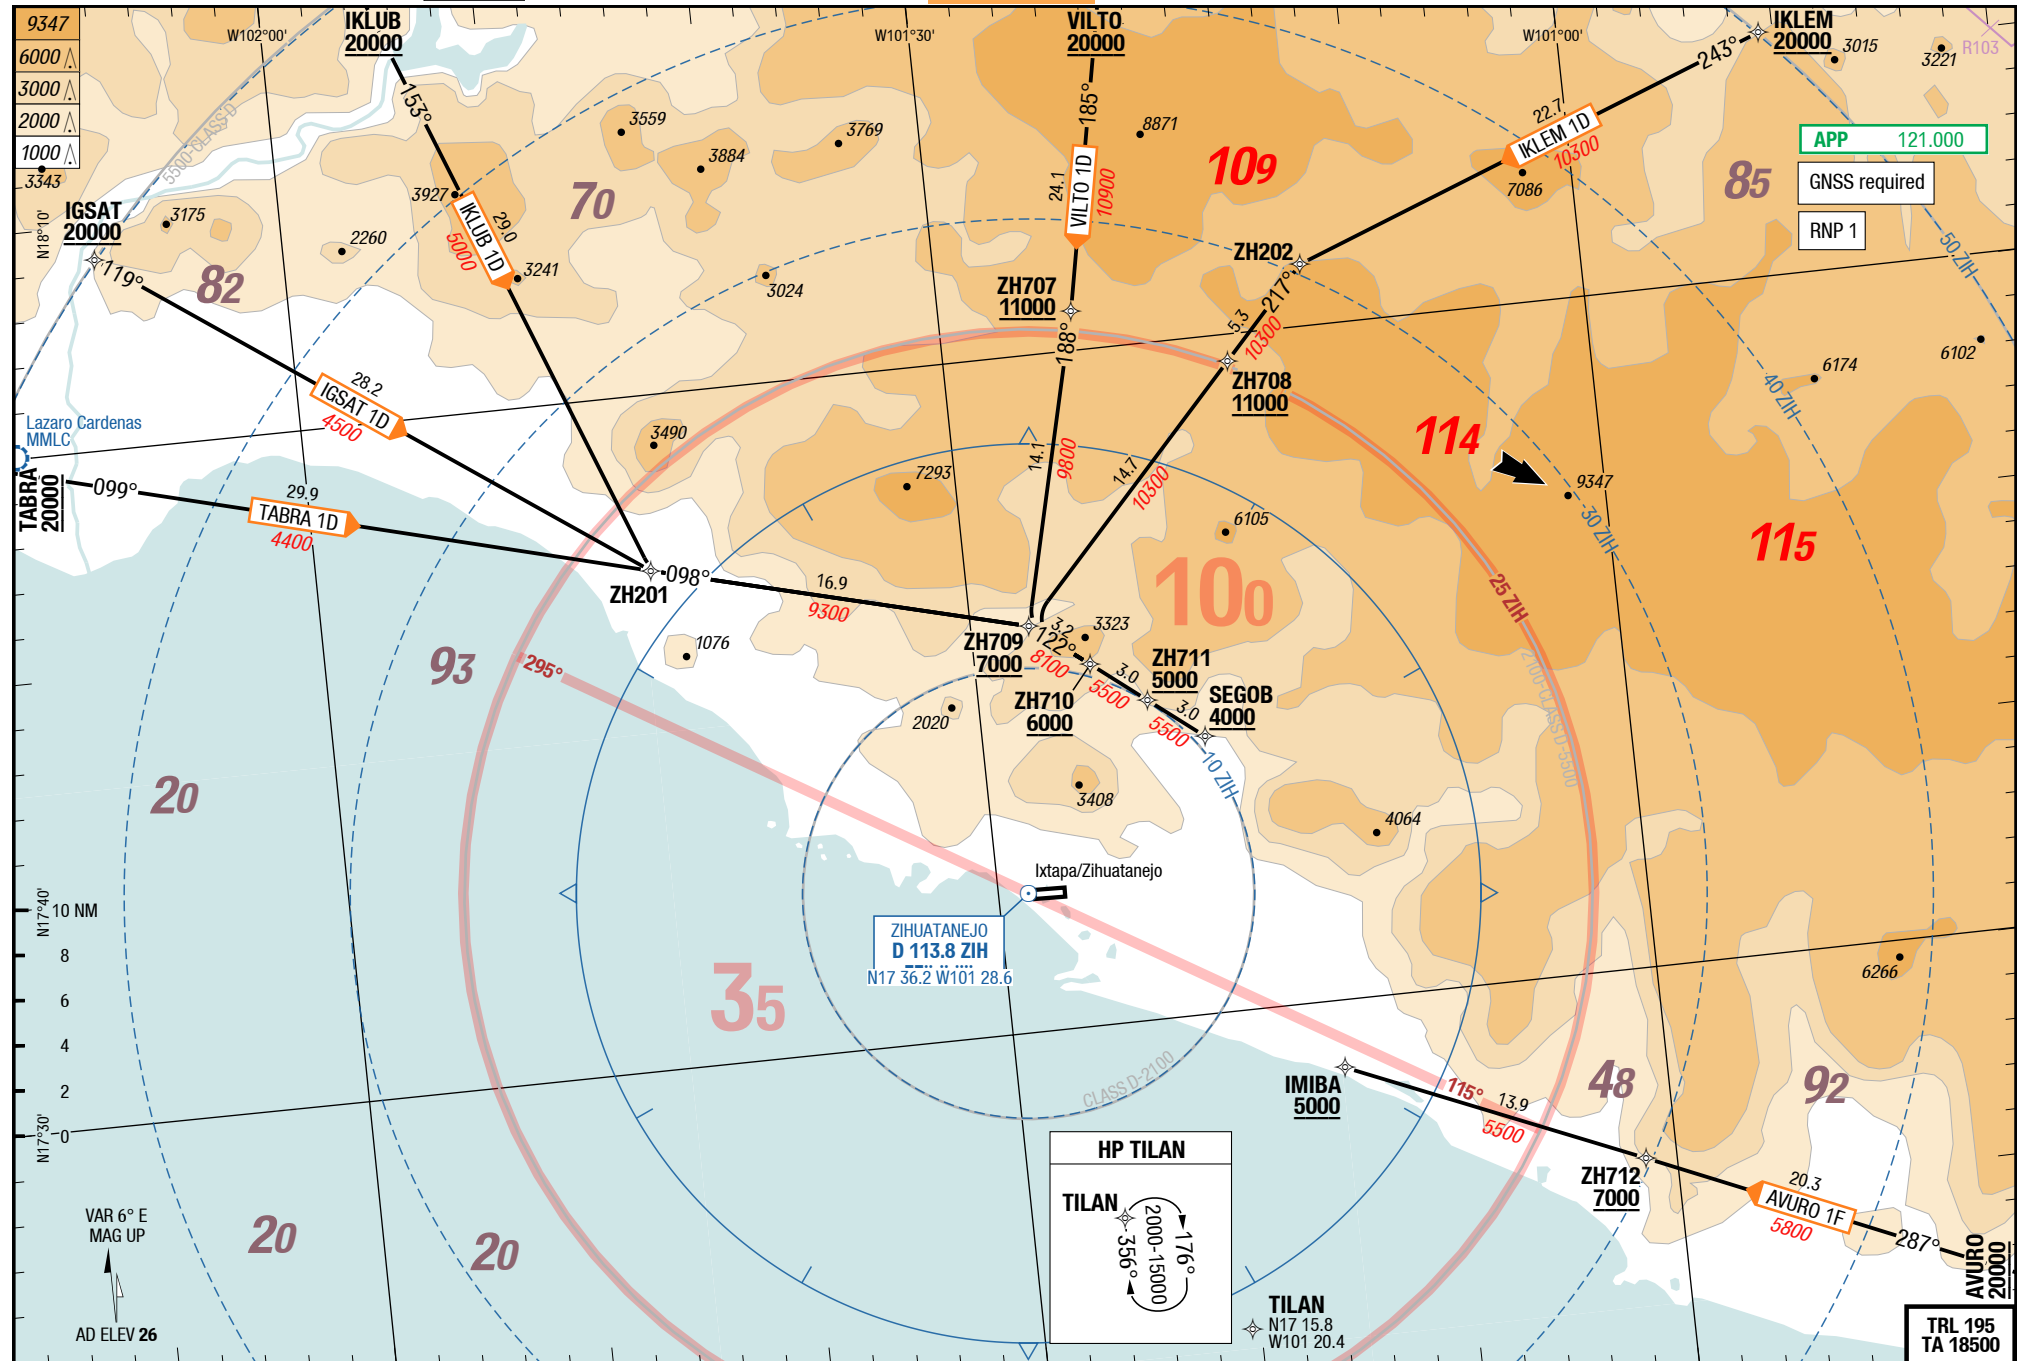 9347
6000
3000
2000
1000
3343
W102°00'
IKLUB
20000
W101°30'
VILTO
20000
W101°00'
IKLEM
20000
3015
3221
R103
243°
22.7
IKLEM 1D
10300
7086
APP 121.000
GNSS required
RNP 1
85
5500-CLASS D
153°
3559
3884
3769
185°
8871
109
24.1
VILTO 1D
10900
N18°10'
IGSAT
20000
3175
2260
3927
IKLUB 1D
29.0
5000
3241
70
82
119°
3024
ZH707
11000
188°
ZH202
217°
5.3
10300
ZH708
11000
50 ZIH
6102
6174
40 ZIH
28.2
IGSAT 1D
4500
Lazaro Cardenas
MMLC
TABRA
20000
099°
29.9
TABRA 1D
4400
3490
7293
14.1
9800
14.7
10300
114
9347
30 ZIH
6105
115
ZH201
098°
16.9
9300
100
25 ZIH
1076
93
295°
ZH709
7000
122°
3.2
8100
3323
ZH710
6000
3.0
5500
ZH711
5000
3.0
5500
SEGOB
4000
10 ZIH
2100-CLASS D-5500
2020
3408
4064
20
Ixtapa/Zihuatanejo
ZIHUATANEJO
D 113.8 ZIH
N17 36.2 W101 28.6
6266
N17°40'
10 NM
8
6
4
2
0
N17°30'
35
CLASS D-2100
IMIBA
5000
115°
13.9
5500
48
92
ZH712
7000
20.3
AVURO 1F
5800
287°
AVURO
20000
HP TILAN
TILAN
356°
2000-15000
176°
TILAN
N17 15.8
W101 20.4
20
20
VAR 6° E
MAG UP
AD ELEV 26
TRL 195
TA 18500